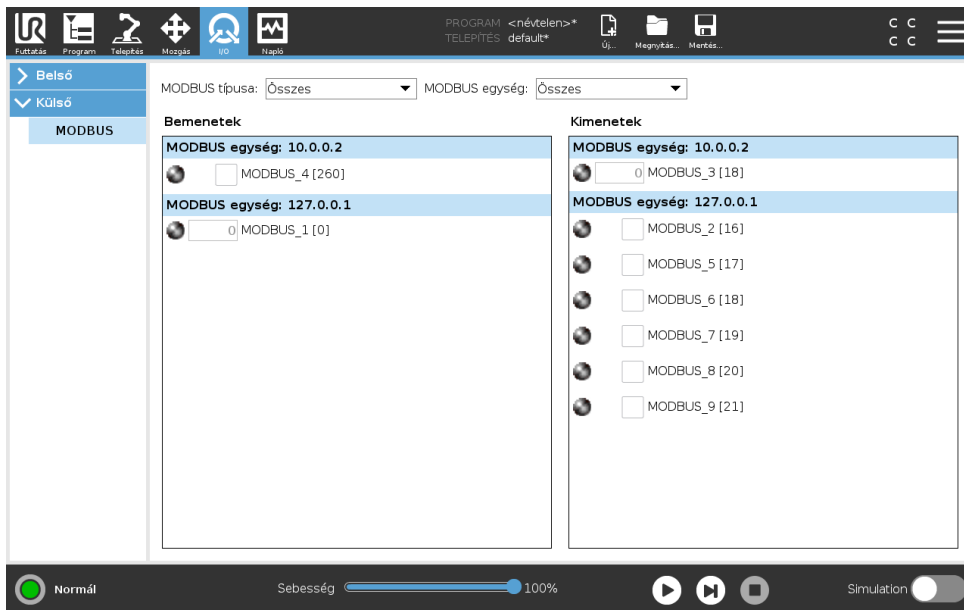 PROGRAM <névtelen>*
TELEPÍTÉS default*
C C
C C
Futtatás Program Telepítés Mozgás I/O Napló Új... Megnyitás... Mentés...
Belső
Külső
MODBUS
MODBUS típusa: Összes MODBUS egység: Összes
Bemenetek
MODBUS egység: 10.0.0.2
MODBUS_4 [260]
MODBUS egység: 127.0.0.1
0 MODBUS_1 [0]
Kimenetek
MODBUS egység: 10.0.0.2
0 MODBUS_3 [18]
MODBUS egység: 127.0.0.1
MODBUS_2 [16]
MODBUS_5 [17]
MODBUS_6 [18]
MODBUS_7 [19]
MODBUS_8 [20]
MODBUS_9 [21]
Normál Sebesség 100% Simulation